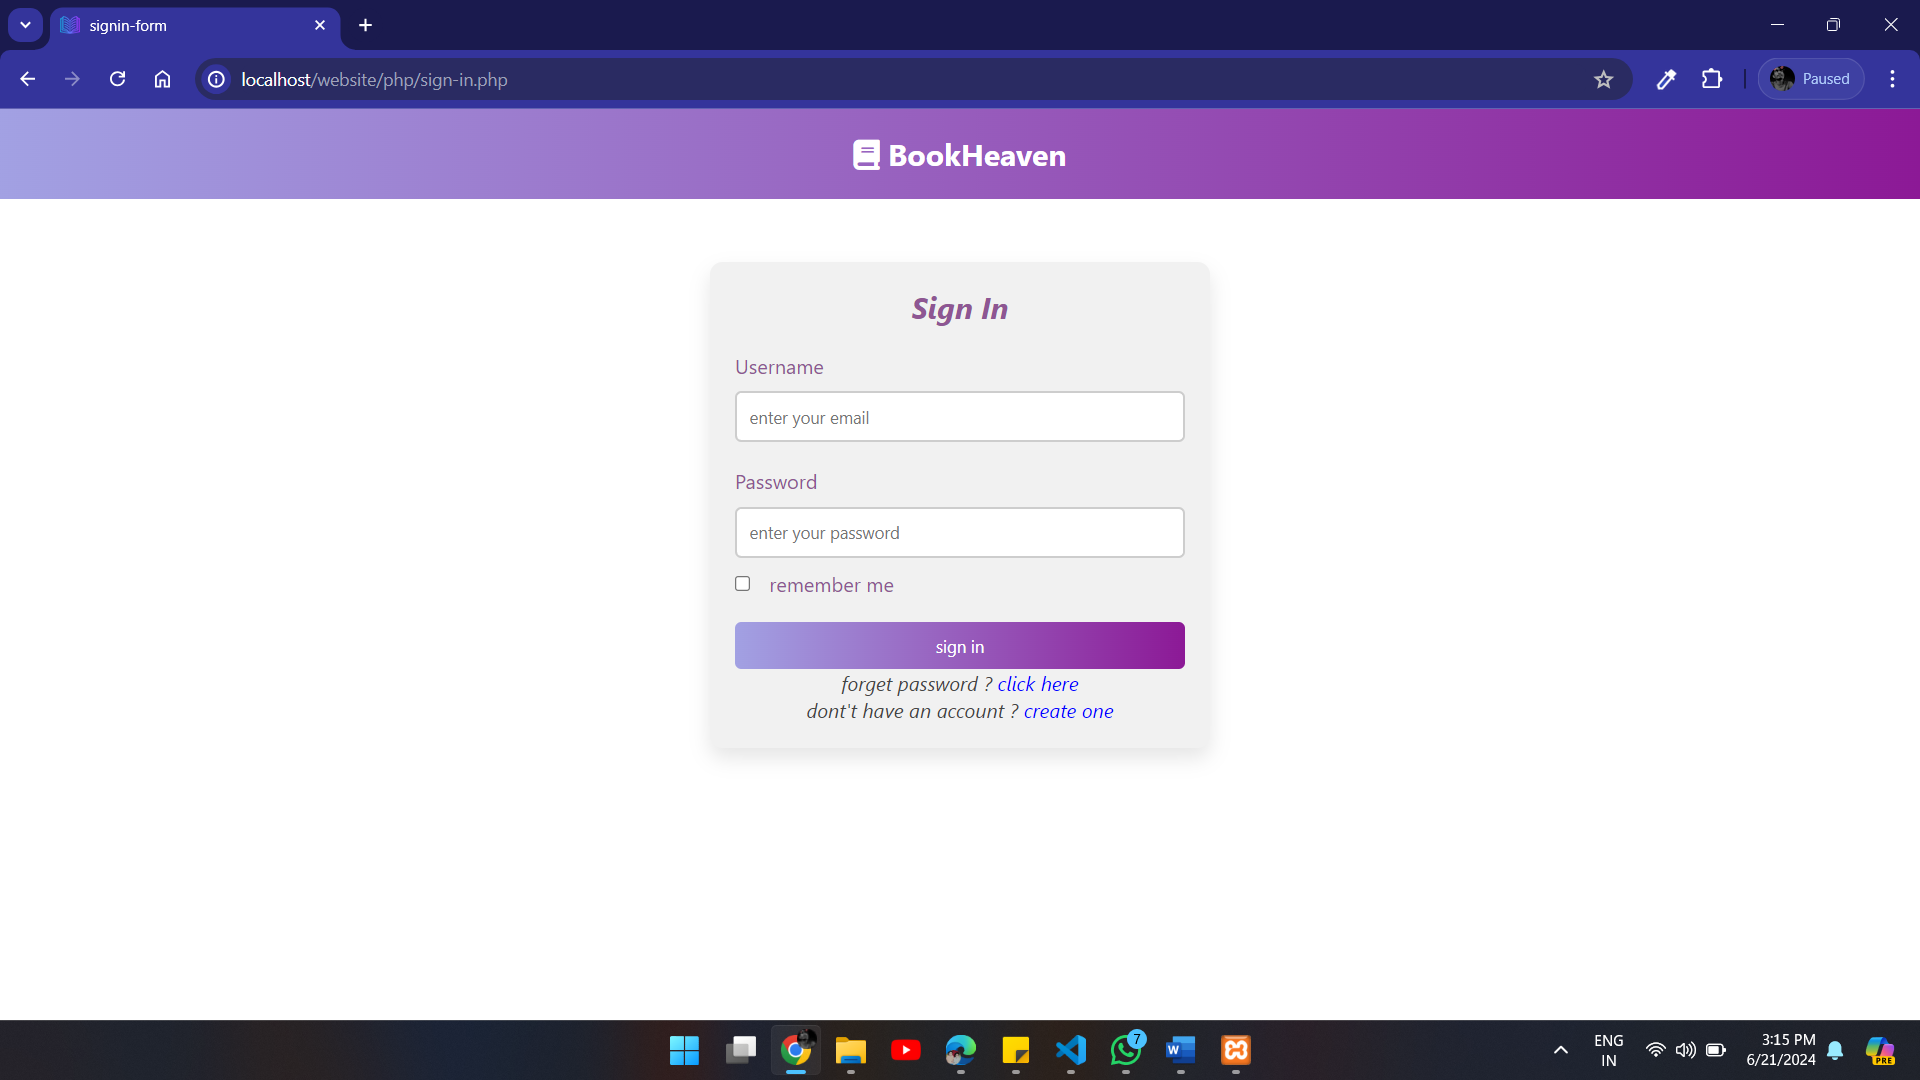 signin-form
localhost/website/php/sign-in.php
Paused
BookHeaven
Sign In
Username
enter your email
Password
enter your password
remember me
sign in
forget password ? click here
dont't have an account ? create one
7
W
ENG
IN
3:15 PM
6/21/2024
PRE